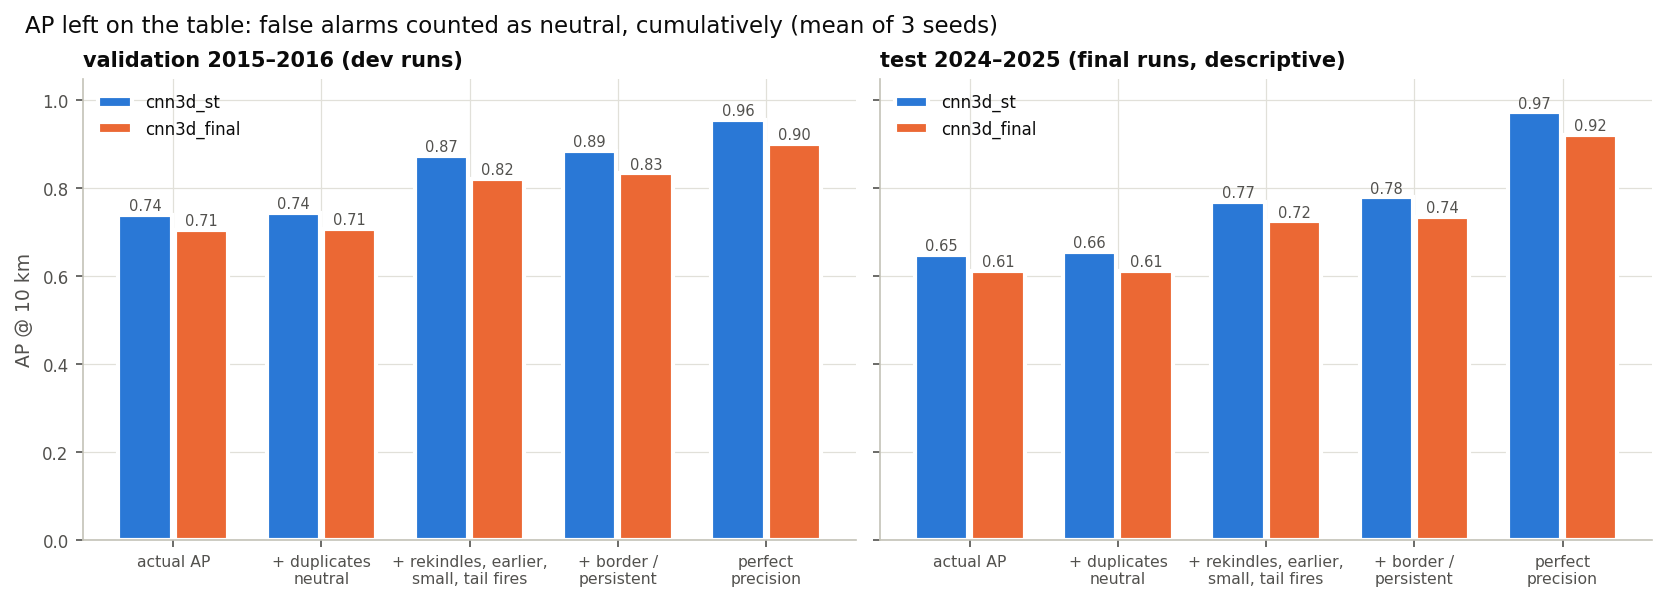 AP left on the table: false alarms counted as neutral, cumulatively (mean of 3 seeds)
validation 2015–2016 (dev runs)
cnn3d_st
cnn3d_final
AP @ 10 km
1.0
0.8
0.6
0.4
0.2
0.0
0.74
0.71
0.74
0.71
0.87
0.82
0.89
0.83
0.96
0.90
actual AP
+ duplicates
neutral
+ rekindles, earlier,
small, tail fires
+ border /
persistent
perfect
precision
test 2024–2025 (final runs, descriptive)
cnn3d_st
cnn3d_final
0.65
0.61
0.66
0.61
0.77
0.72
0.78
0.74
0.97
0.92
actual AP
+ duplicates
neutral
+ rekindles, earlier,
small, tail fires
+ border /
persistent
perfect
precision